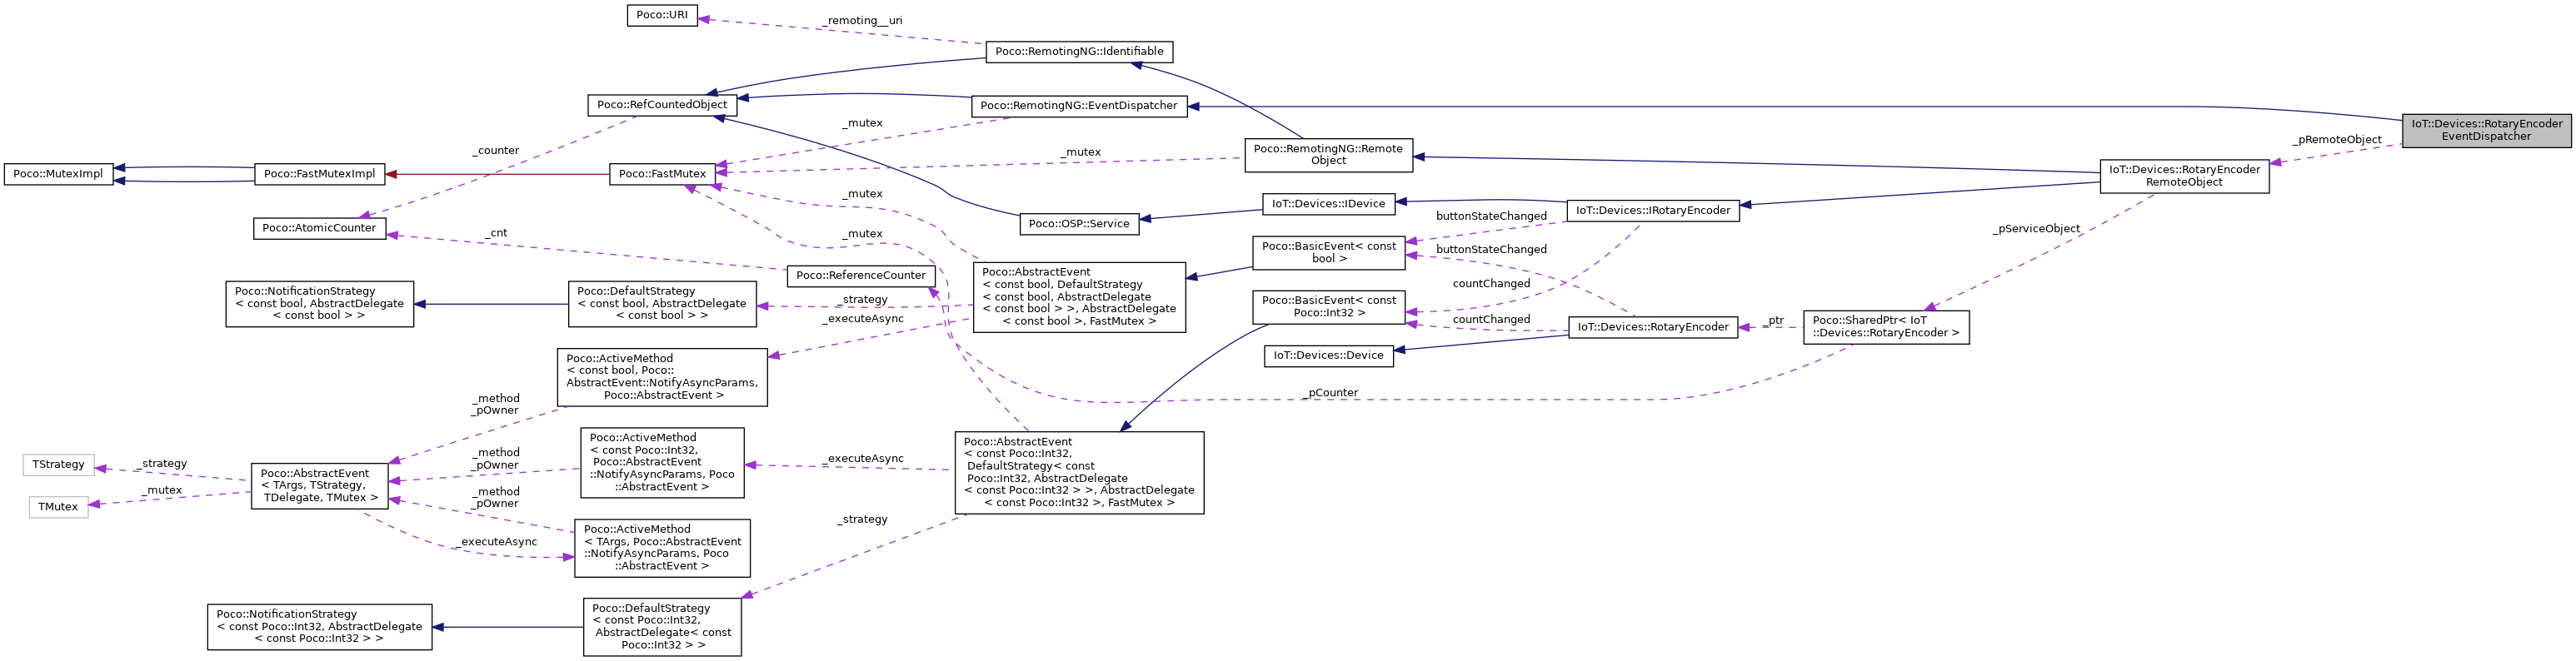 Poco::URI
_remoting__uri
Poco::RemotingNG::Identifiable
Poco::RefCountedObject
Poco::RemotingNG::EventDispatcher
IoT::Devices::RotaryEncoder
EventDispatcher
_mutex
_pRemoteObject
_counter
_mutex
Poco::RemotingNG::Remote
Object
Poco::MutexImpl
Poco::FastMutexImpl
Poco::FastMutex
IoT::Devices::RotaryEncoder
RemoteObject
_mutex
IoT::Devices::IDevice
IoT::Devices::IRotaryEncoder
Poco::AtomicCounter
_cnt
_mutex
Poco::OSP::Service
buttonStateChanged
_pServiceObject
Poco::BasicEvent< const
bool >
buttonStateChanged
Poco::ReferenceCounter
Poco::AbstractEvent
< const bool, DefaultStrategy
< const bool, AbstractDelegate
< const bool > >, AbstractDelegate
< const bool >, FastMutex >
countChanged
Poco::NotificationStrategy
< const bool, AbstractDelegate
< const bool > >
Poco::DefaultStrategy
< const bool, AbstractDelegate
< const bool > >
_strategy
_executeAsync
Poco::BasicEvent< const
Poco::Int32 >
countChanged
IoT::Devices::RotaryEncoder
_ptr
Poco::SharedPtr< IoT
::Devices::RotaryEncoder >
IoT::Devices::Device
Poco::ActiveMethod
< const bool, Poco::
AbstractEvent::NotifyAsyncParams,
Poco::AbstractEvent >
_pCounter
_method
_pOwner
Poco::ActiveMethod
< const Poco::Int32,
Poco::AbstractEvent
::NotifyAsyncParams, Poco
::AbstractEvent >
_executeAsync
Poco::AbstractEvent
< const Poco::Int32,
DefaultStrategy< const
Poco::Int32, AbstractDelegate
< const Poco::Int32 > >, AbstractDelegate
< const Poco::Int32 >, FastMutex >
_method
_pOwner
TStrategy
_strategy
Poco::AbstractEvent
< TArgs, TStrategy,
TDelegate, TMutex >
TMutex
_mutex
_method
_pOwner
_executeAsync
Poco::ActiveMethod
< TArgs, Poco::AbstractEvent
::NotifyAsyncParams, Poco
::AbstractEvent >
_strategy
Poco::NotificationStrategy
< const Poco::Int32, AbstractDelegate
< const Poco::Int32 > >
Poco::DefaultStrategy
< const Poco::Int32,
AbstractDelegate< const
Poco::Int32 > >